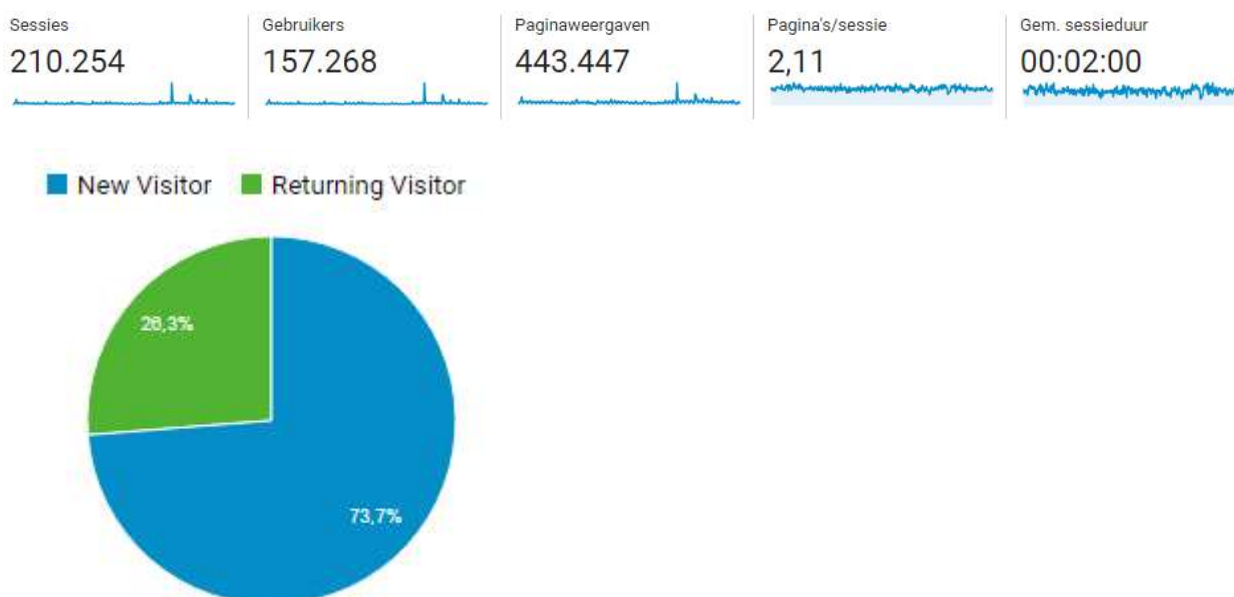 Sessies
210.254
Gebruikers
157.268
Paginaweergaven
443.447
Pagina's/sessie
2,11
Gem. sessieduur
00:02:00
New Visitor
Returning Visitor
26,3%
73,7%